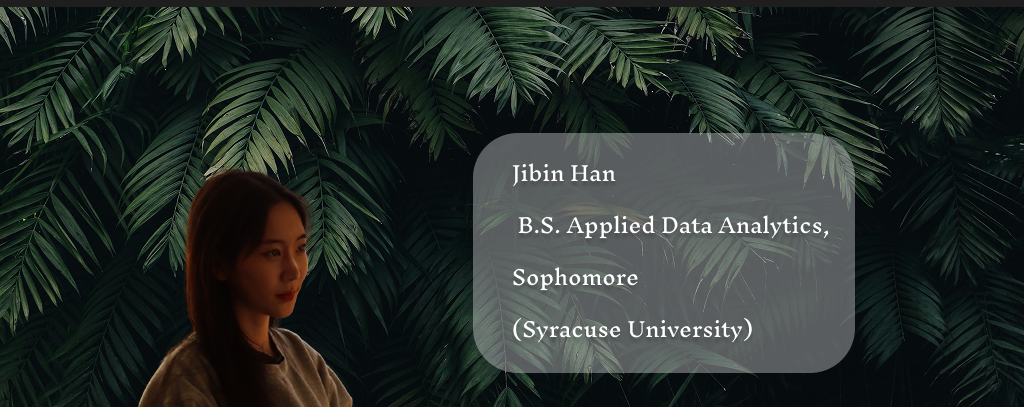 Jibin Han
B.S. Applied Data Analytics,
Sophomore
(Syracuse University)